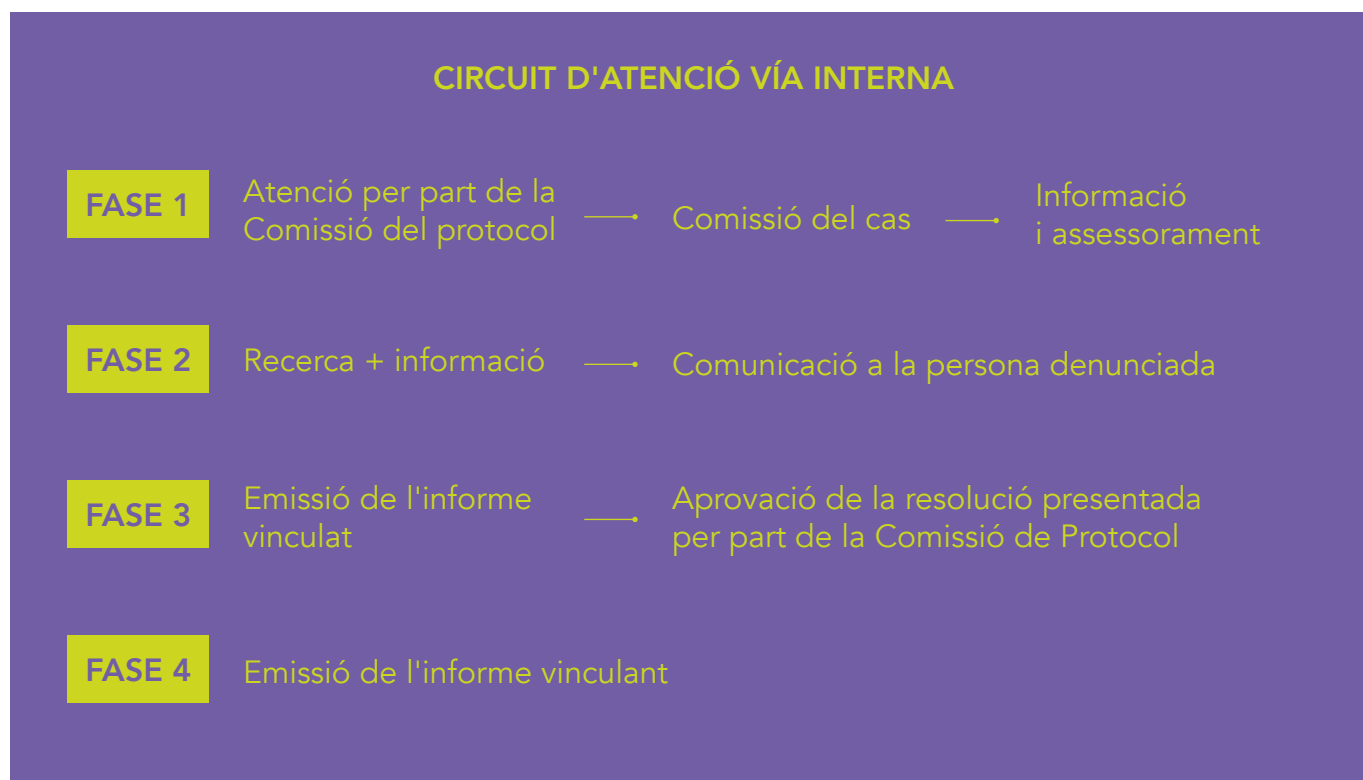 CIRCUIT D'ATENCIÓ VÍA INTERNA
FASE 1
Atenció per part de la
Comissió del protocol
Comissió del cas
Informació
i assessorament
FASE 2
Recerca + informació
Comunicació a la persona denunciada
FASE 3
Emissió de l'informe
vinculat
Aprovació de la resolució presentada
per part de la Comissió de Protocol
FASE 4
Emissió de l'informe vinculant